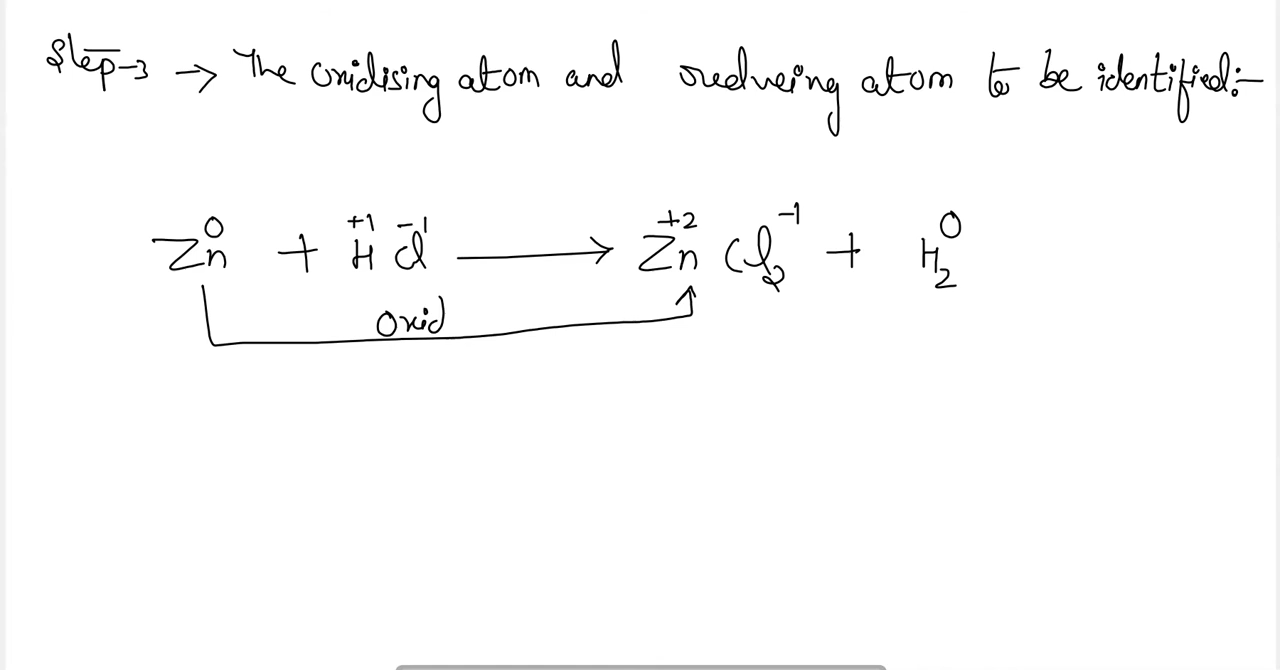 Step-3 → The oxidising atom and reducing atom to be identified:-
Zn⁰ + H⁺¹Cl⁻¹ ⟶ Zn⁺²Cl₂⁻¹ + H₂⁰
Oxid